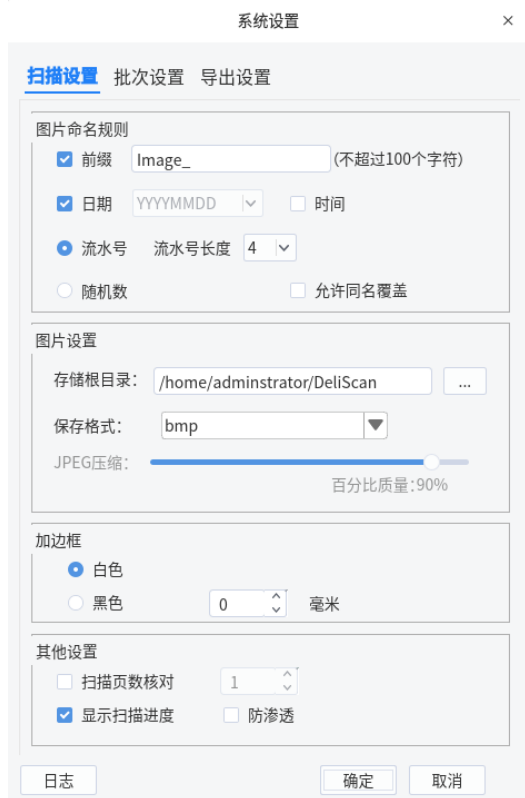 系统设置
扫描设置 批次设置 导出设置
图片命名规则
前缀 Image_ (不超过100个字符)
日期 YYYYMMDD 时间
流水号 流水号长度 4
随机数 允许同名覆盖
图片设置
存储根目录: /home/adminstrator/DeliScan ...
保存格式: bmp
JPEG压缩:
百分比质量:90%
加边框
白色
黑色 0 毫米
其他设置
扫描页数核对 1
显示扫描进度 防渗透
日志 确定 取消